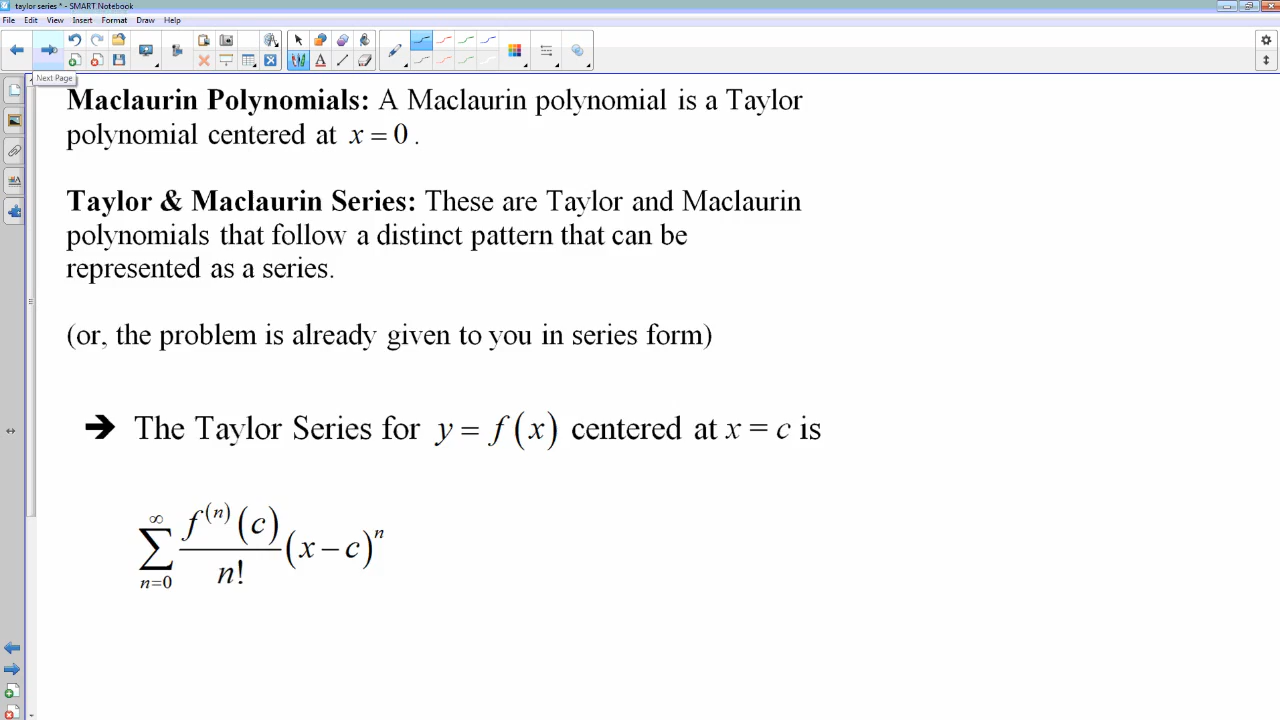 taylor series * - SMART Notebook
File Edit View Insert Format Draw Help
Next Page
Maclaurin Polynomials: A Maclaurin polynomial is a Taylor
polynomial centered at x = 0 .
Taylor & Maclaurin Series: These are Taylor and Maclaurin
polynomials that follow a distinct pattern that can be
represented as a series.
(or, the problem is already given to you in series form)
➔ The Taylor Series for y = f(x) centered at x = c is
∑_{n=0}^{∞} \frac{f^{(n)}(c)}{n!}(x − c)^n